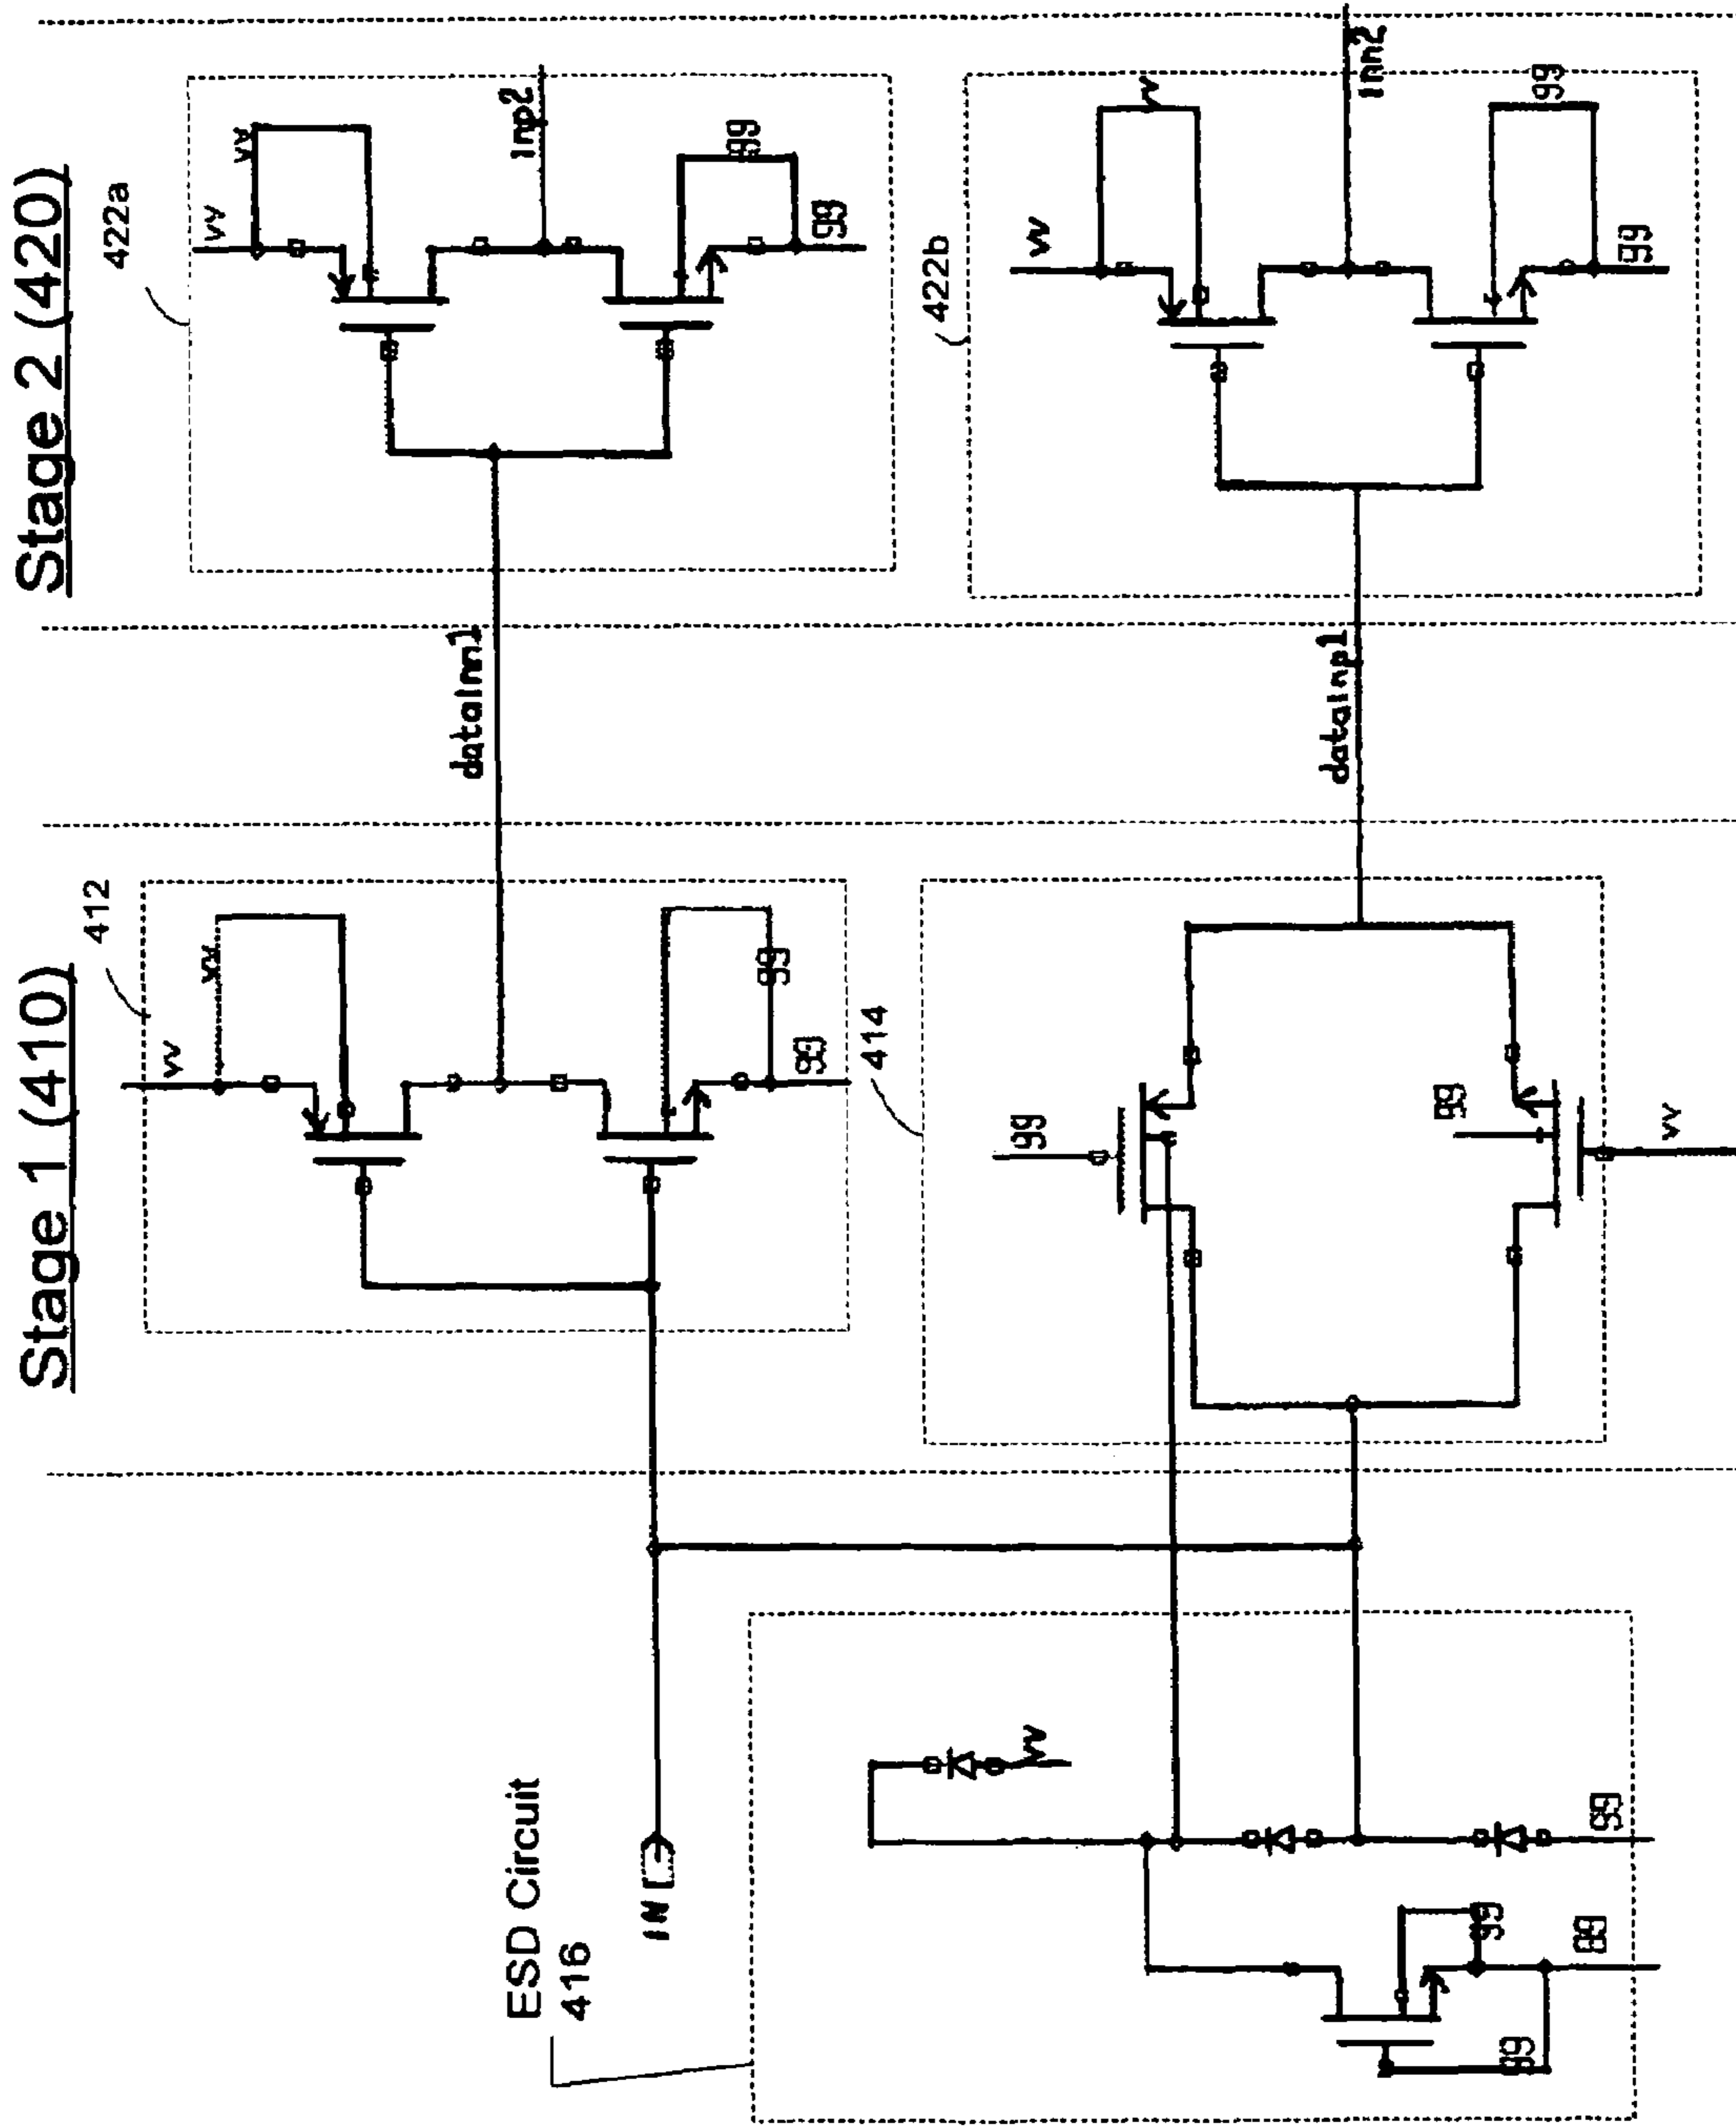 Stage 1 (410)
Stage 2 (420)
412
422a
vv
vv
vv
vv
datainn1
inp2
gg
gg
gg
gg
ESD Circuit
416
IN
414
422b
vv
gg
vv
v
datainp1
inn2
gg
gg
gg
gg
gg
gg
gg
vv